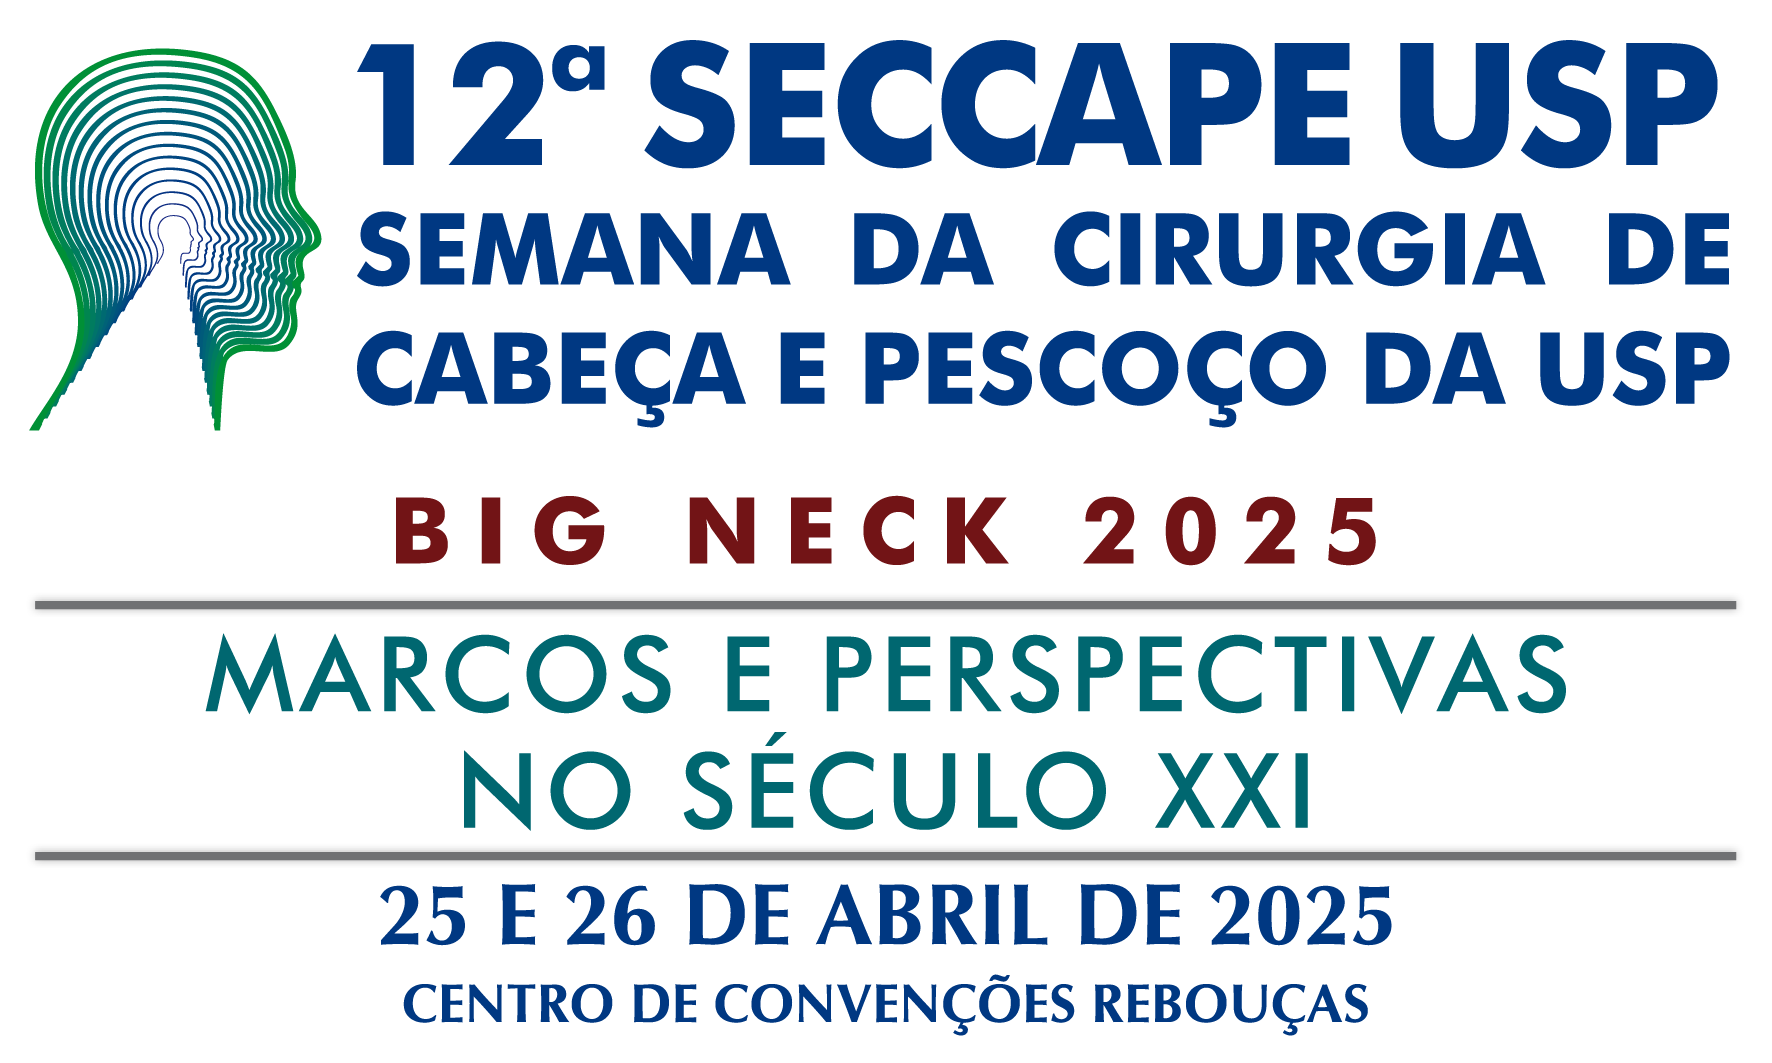 12ª SECCAPE USP
SEMANA DA CIRURGIA DE
CABEÇA E PESCOÇO DA USP
BIG NECK 2025
MARCOS E PERSPECTIVAS
NO SÉCULO XXI
25 E 26 DE ABRIL DE 2025
CENTRO DE CONVENÇÕES REBOUÇAS